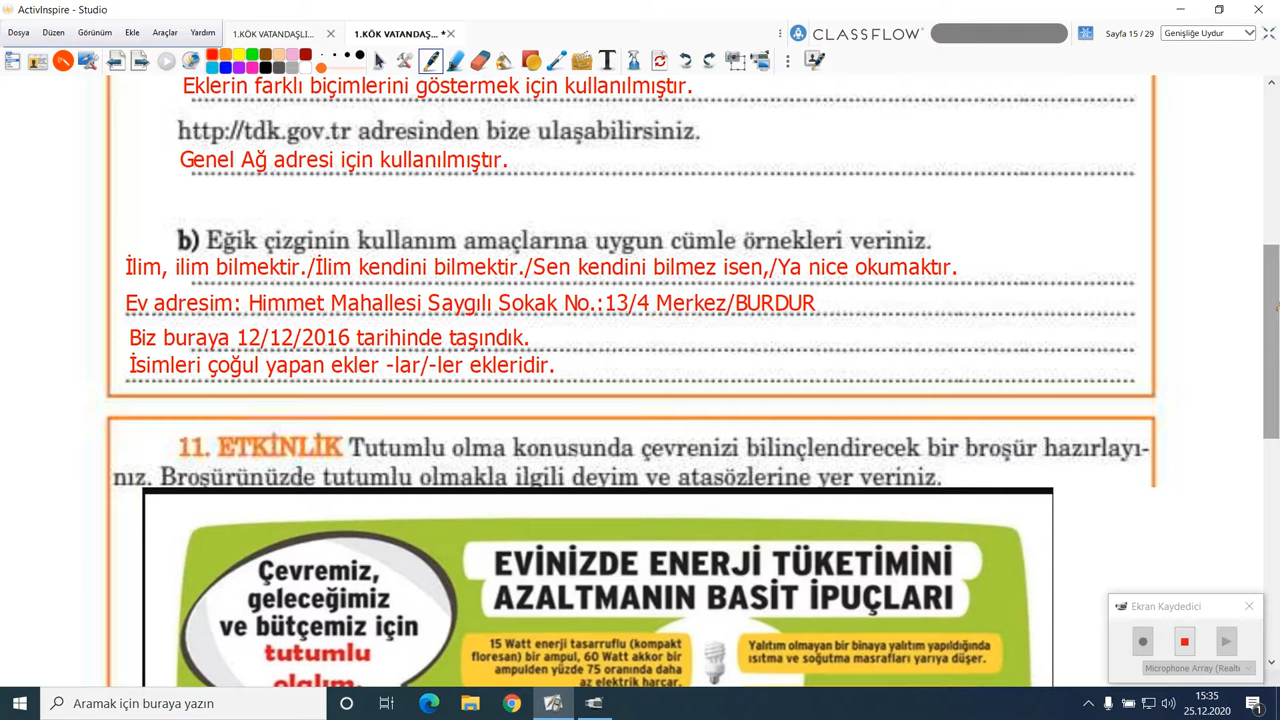 ActivInspire - Studio
Dosya Düzen Görünüm Ekle Araçlar Yardım
1.KÖK VATANDAŞLI...
1.KÖK VATANDAŞ... *
CLASSFLOW
Sayfa 15 / 29
Genişliğe Uydur
Eklerin farklı biçimlerini göstermek için kullanılmıştır.
http://tdk.gov.tr adresinden bize ulaşabilirsiniz.
Genel Ağ adresi için kullanılmıştır.
b) Eğik çizginin kullanım amaçlarına uygun cümle örnekleri veriniz.
İlim, ilim bilmektir./İlim kendini bilmektir./Sen kendini bilmez isen,/Ya nice okumaktır.
Ev adresim: Himmet Mahallesi Saygılı Sokak No.:13/4 Merkez/BURDUR
Biz buraya 12/12/2016 tarihinde taşındık.
İsimleri çoğul yapan ekler -lar/-ler ekleridir.
11. ETKİNLİK Tutumlu olma konusunda çevrenizi bilinçlendirecek bir broşür hazırlayı-
nız. Broşürünüzde tutumlu olmakla ilgili deyim ve atasözlerine yer veriniz.
Çevremiz,
geleceğimiz
ve bütçemiz için
tutumlu
olalım.
EVİNİZDE ENERJİ TÜKETİMİNİ
AZALTMANIN BASİT İPUÇLARI
15 Watt enerji tasarruflu (kompakt
floresan) bir ampul, 60 Watt akkor bir
ampulden yüzde 75 oranında daha
az elektrik harcar.
Yalıtım olmayan bir binaya yalıtım yapıldığında
ısıtma ve soğutma masrafları yarıya düşer.
Ekran Kaydedici
Microphone Array (Realt
Aramak için buraya yazın
15:35
25.12.2020
1